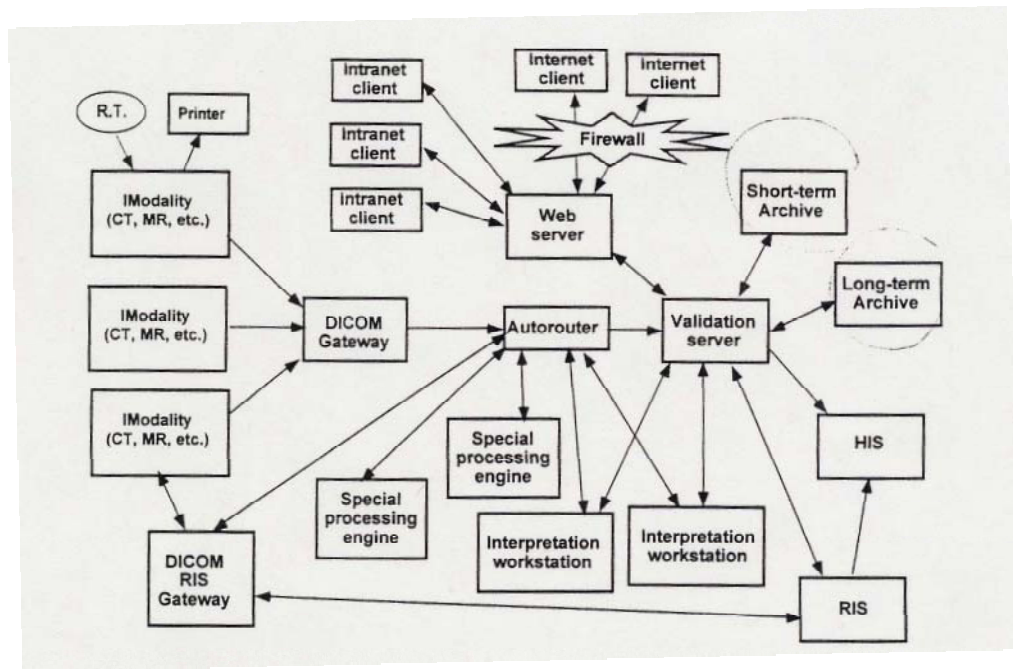 Intranet
client
Internet
client
Internet
client
R.T.
Printer
Firewall
Intranet
client
IModality
(CT, MR, etc.)
Intranet
client
Web
server
Short-term
Archive
Long-term
Archive
IModality
(CT, MR, etc.)
DICOM
Gateway
Autorouter
Validation
server
IModality
(CT, MR, etc.)
Special
processing
engine
HIS
Special
processing
engine
Interpretation
workstation
Interpretation
workstation
DICOM
RIS
Gateway
RIS